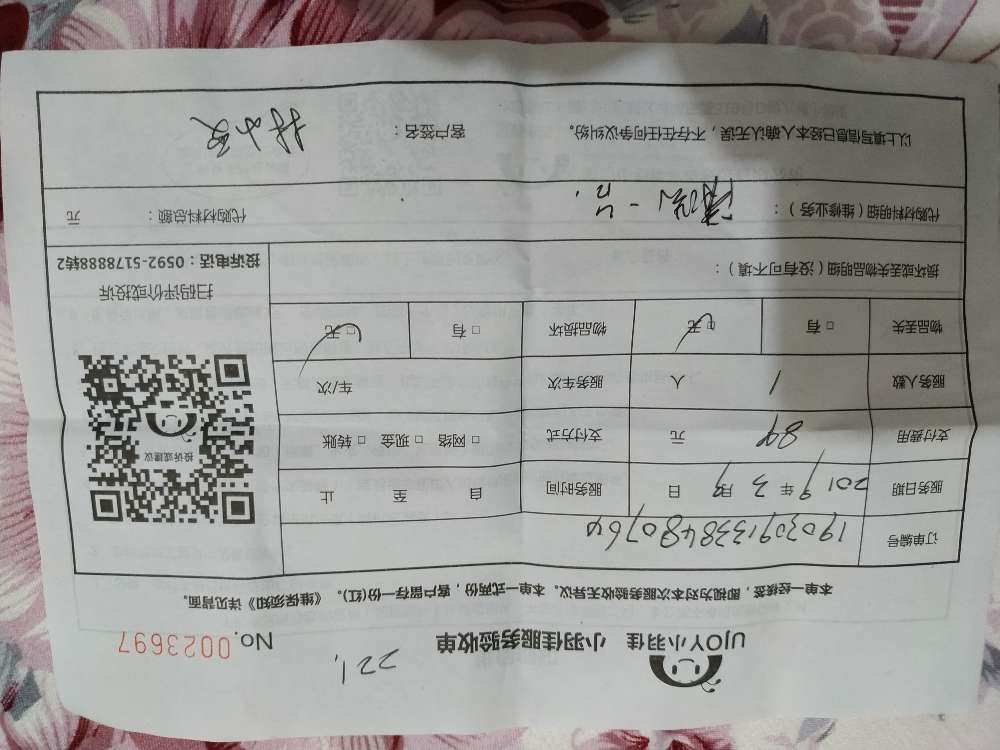 UJOY小羽佳 小羽佳服务验收单 221, No.0023697
本单一经接签,即视为对本次服务验收无异议。本单一式两份,客户留存一份(红)。《维保须知》详见背面。
订单编号 1903091338480764
服务日期 2019年3月9日 服务时间 自 至 止
支付费用 89 元 支付方式 □ 网络 □ 现金 □ 转账
服务人数 1 人 服务车次 车/次
物品丢失 □ 有 □ 无 物品损坏 □ 有 □ 无
投诉或建议
扫码评价或投诉
投诉电话:0592-5178888转2
损坏或丢失物品明细(没有可不填):
代购材料明细(维修业务): 代购材料总额: 元
以上填写信息已经本人确认无误,不存在任何争议纠纷。 客户签名: